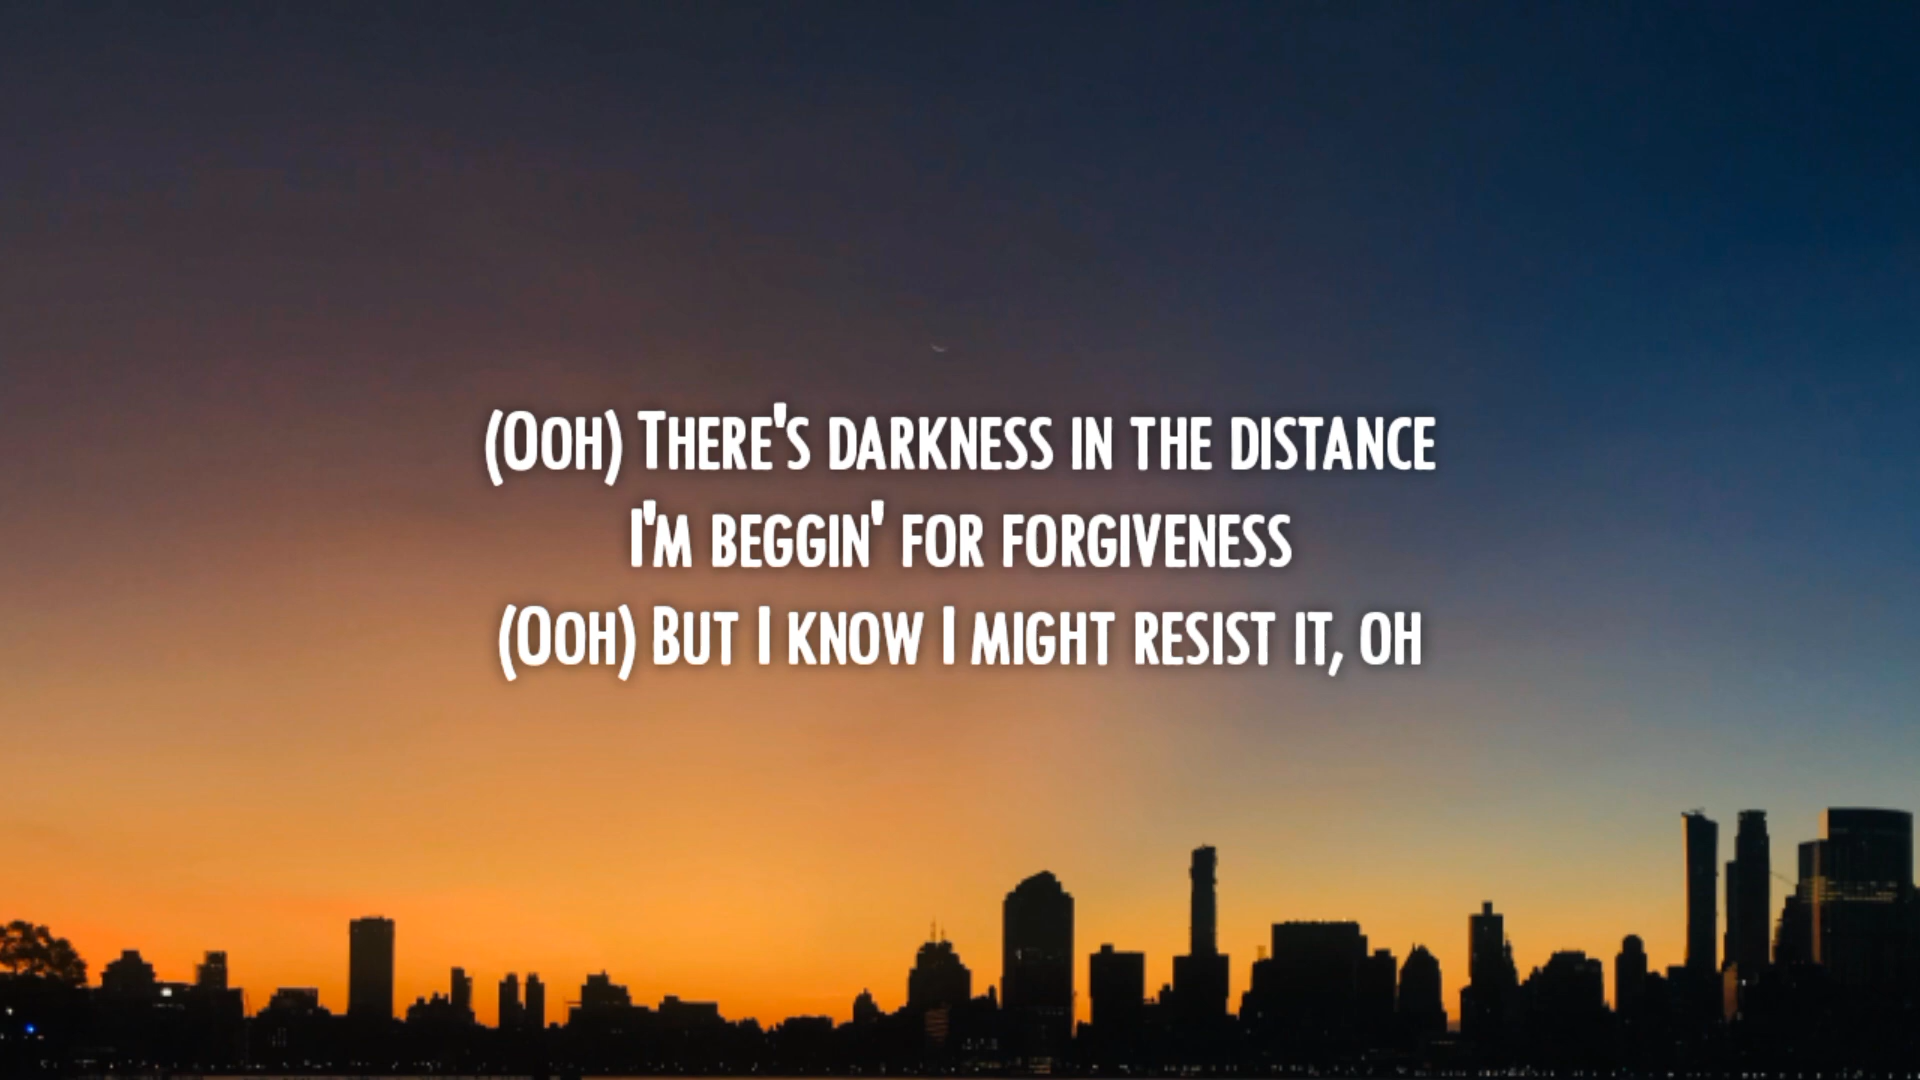 (Ooh) There's darkness in the distance
I'm beggin' for forgiveness
(Ooh) But I know I might resist it, oh